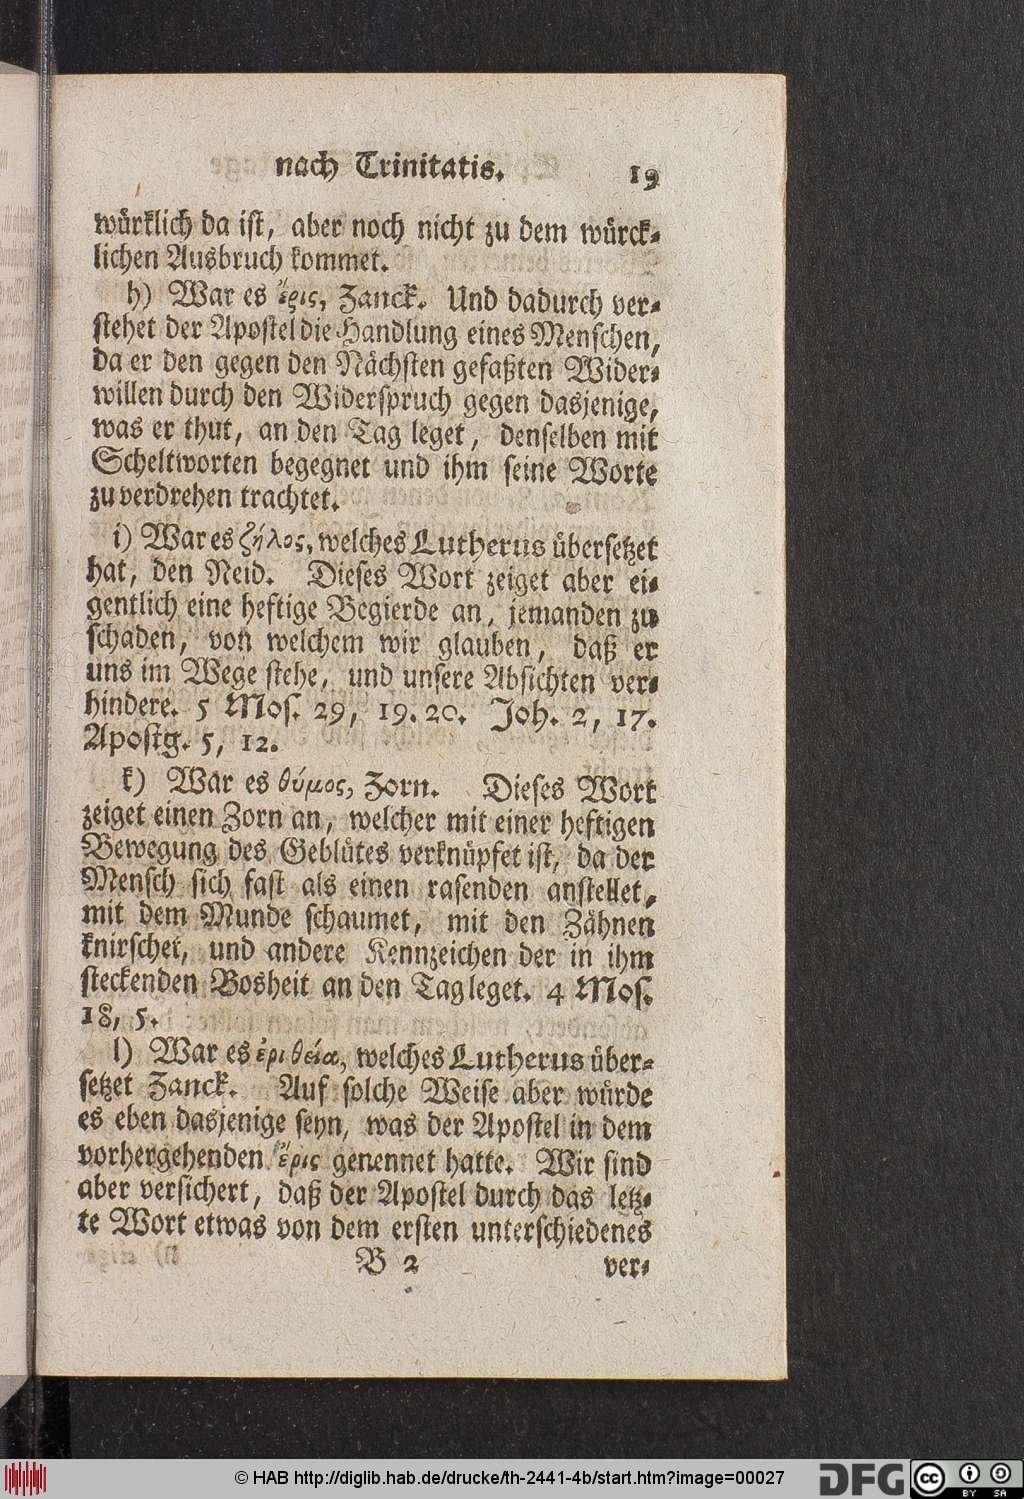 nach Trinitatis. 19
würklich da ist, aber noch nicht zu dem würck-
lichen Ausbruch kommet.
h) War es ἔρις, Zanck. Und dadurch ver-
stehet der Apostel die Handlung eines Menschen,
da er den gegen den Nächsten gefaßten Wider-
willen durch den Widerspruch gegen dasjenige,
was er thut, an den Tag leget, denselben mit
Scheltworten begegnet und ihm seine Worte
zu verdrehen trachtet.
i) War es ζήλος, welches Lutherus übersetzet
hat, den Neid. Dieses Wort zeiget aber ei-
gentlich eine heftige Begierde an, jemanden zu
schaden, von welchem wir glauben, daß er
uns im Wege stehe, und unsere Absichten ver-
hindere. 5 Mos. 29, 19. 20. Joh. 2, 17.
Apostg. 5, 12.
k) War es θύμος, Zorn. Dieses Wort
zeiget einen Zorn an, welcher mit einer heftigen
Bewegung des Geblütes verknüpfet ist, da der
Mensch sich fast als einen rasenden anstellet,
mit dem Munde schaumet, mit den Zähnen
knirschet, und andere Kennzeichen der in ihm
steckenden Bosheit an den Tag leget. 4 Mos.
18, 5.
l) War es ἐριθεία, welches Lutherus über-
setzet Zanck. Auf solche Weise aber würde
es eben dasjenige seyn, was der Apostel in dem
vorhergehenden ἔρις genennet hatte. Wir sind
aber versichert, daß der Apostel durch das letz-
te Wort etwas von dem ersten unterschiedenes
B 2 ver-
© HAB http://diglib.hab.de/drucke/th-2441-4b/start.htm?image=00027
DFG
cc BY SA